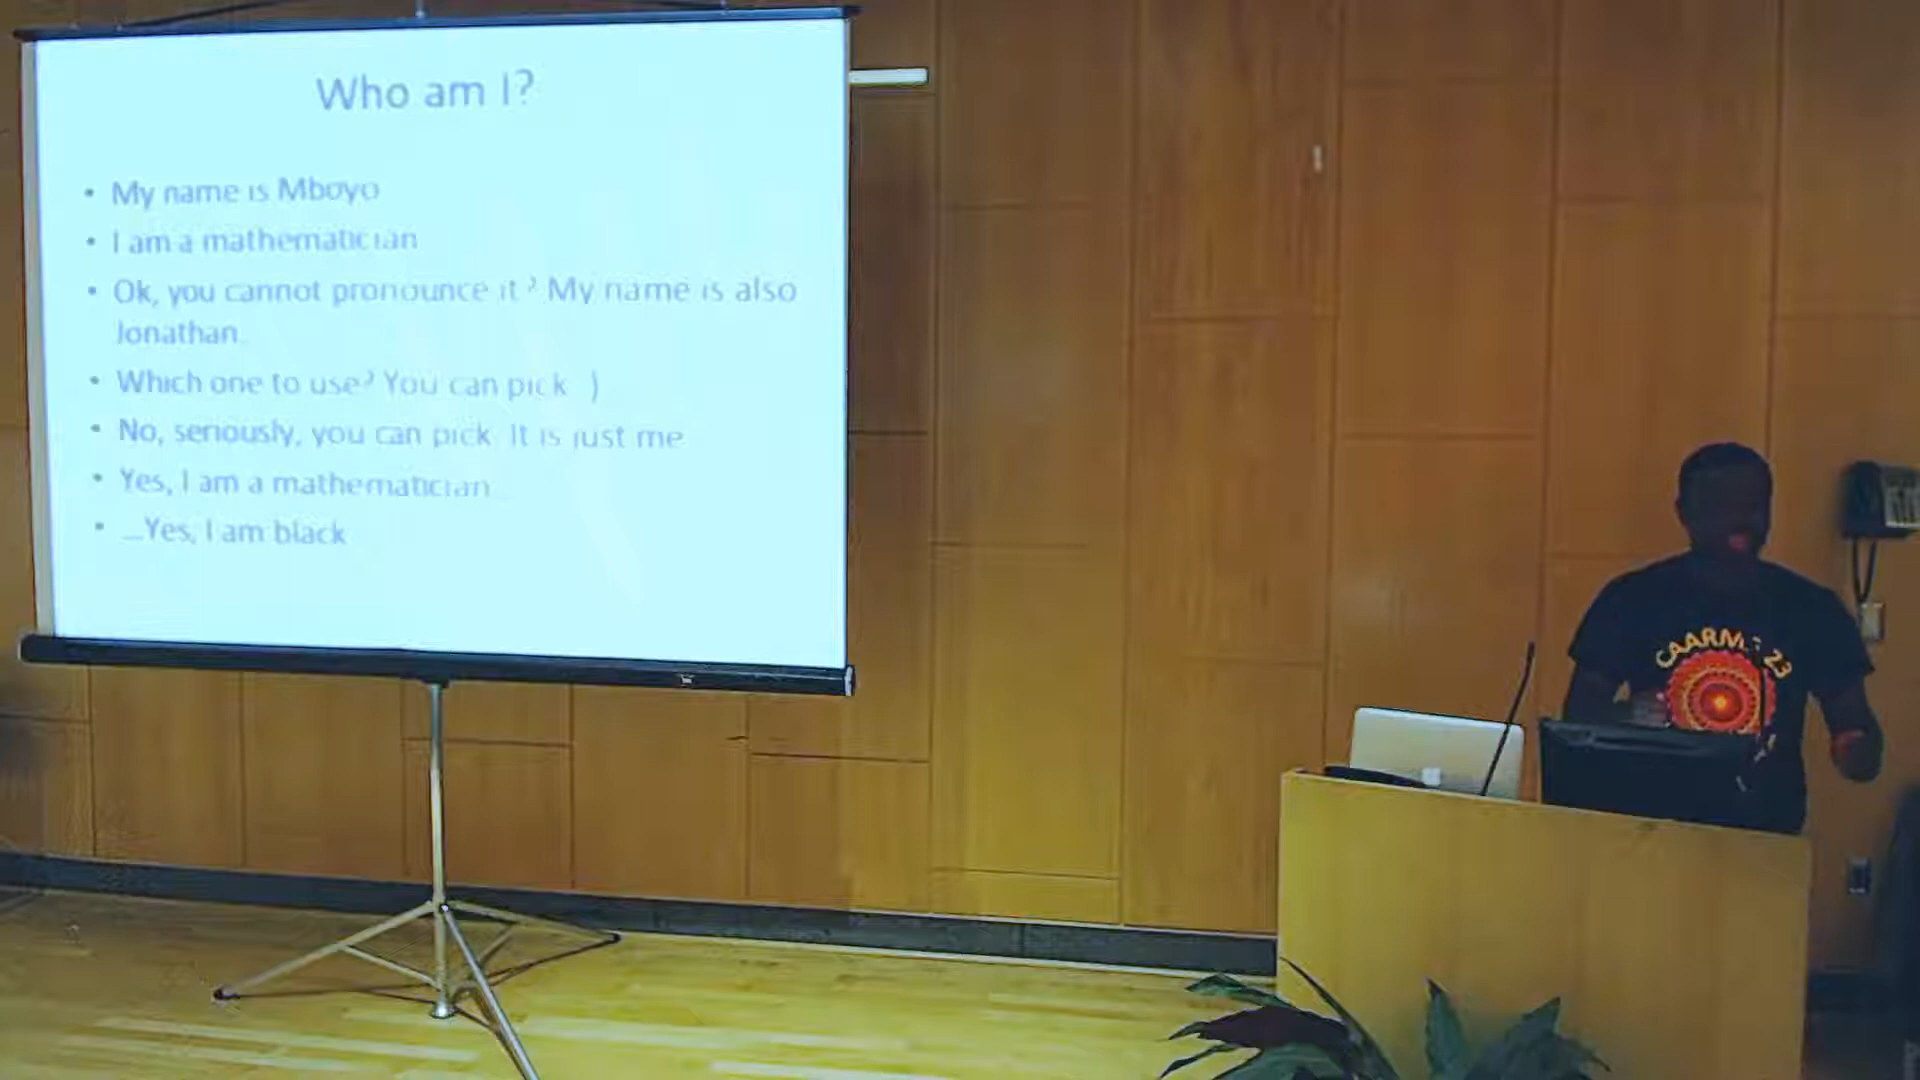 Who am I?
• My name is Mboyo
• I am a mathematician
• Ok, you cannot pronounce it? My name is also
Jonathan.
• Which one to use? You can pick :)
• No, seriously, you can pick. It is just me
• Yes, I am a mathematician...
• ...Yes, I am black
CAARMS 23